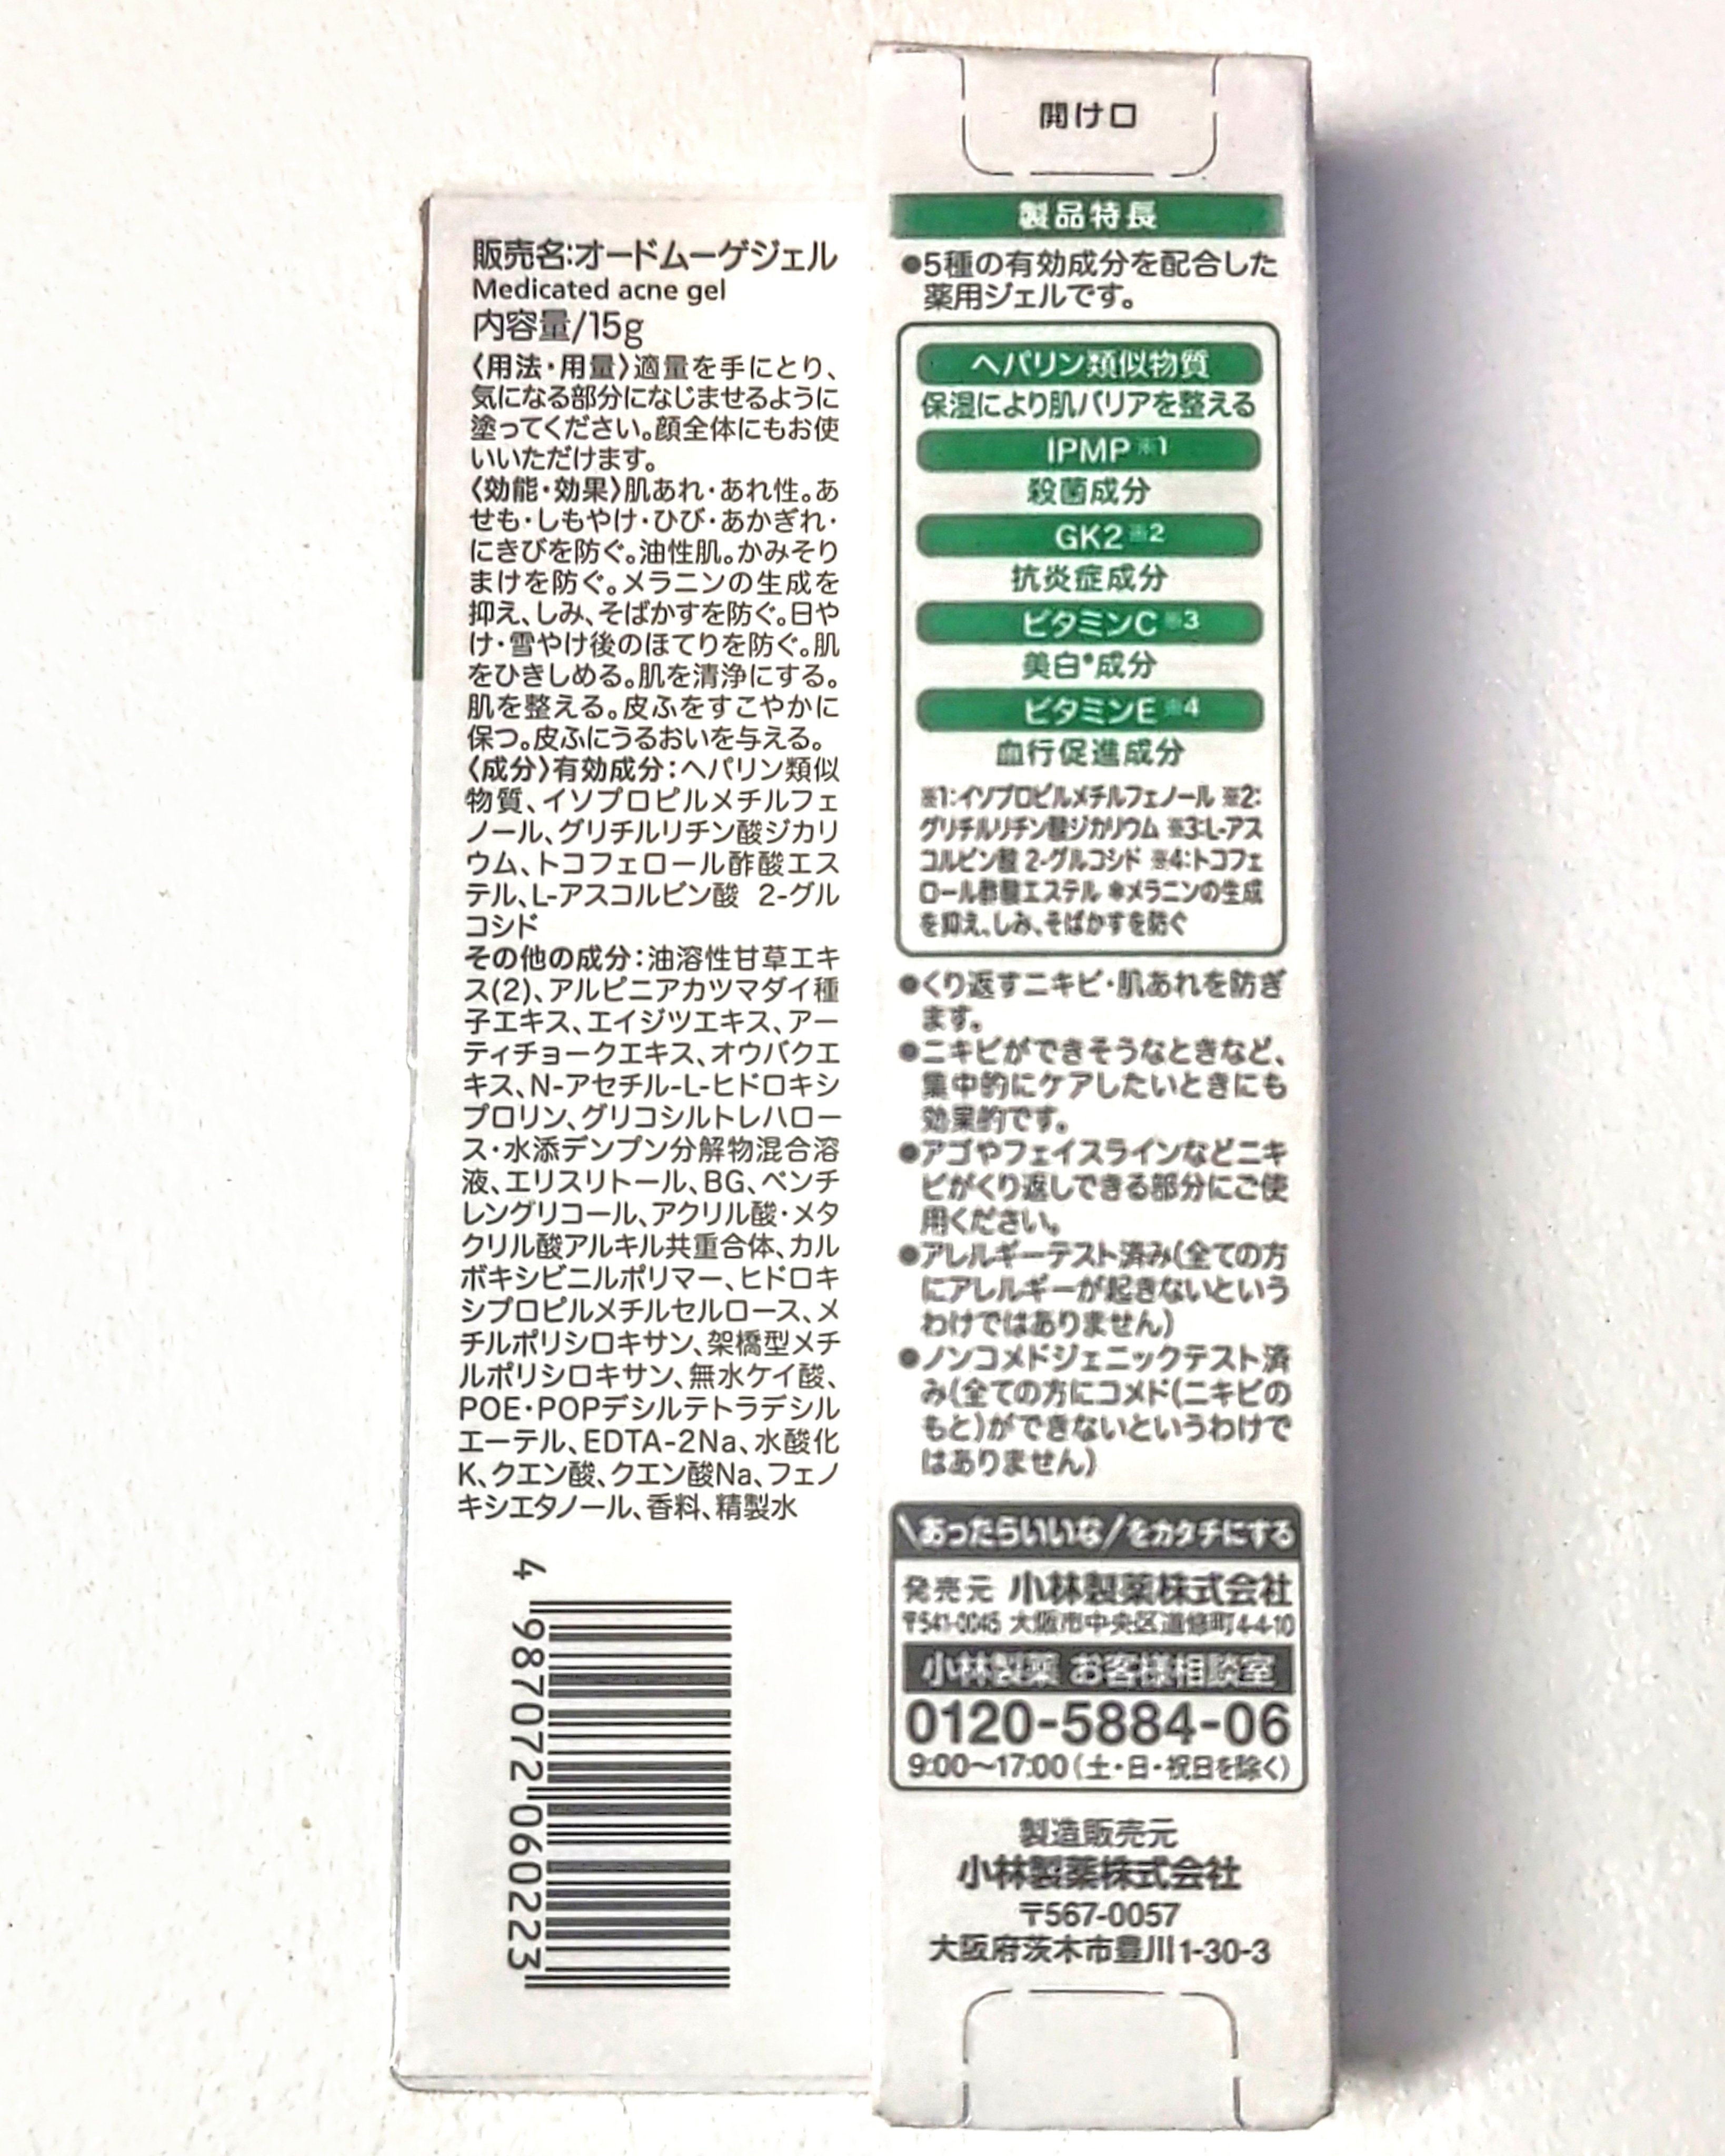 販売名:オードムーゲジェル
Medicated acne gel
内容量/15g
〈用法・用量〉適量を手にとり、
気になる部分になじませるように
塗ってください。顔全体にもお使
いいただけます。
〈効能・効果〉肌あれ・あれ性。あ
せも・しもやけ・ひび・あかぎれ・
にきびを防ぐ。油性肌。かみそり
まけを防ぐ。メラニンの生成を
抑え、しみ、そばかすを防ぐ。日や
け・雪やけ後のほてりを防ぐ。肌
をひきしめる。肌を清浄にする。
肌を整える。皮ふをすこやかに
保つ。皮ふにうるおいを与える。
〈成分〉有効成分:ヘパリン類似
物質、イソプロピルメチルフェ
ノール、グリチルリチン酸ジカリ
ウム、トコフェロール酢酸エス
テル、L-アスコルビン酸 2-グル
コシド
その他の成分:油溶性甘草エキ
ス(2)、アルピニアカツマダイ種
子エキス、エイジツエキス、アー
ティチョークエキス、オウバクエ
キス、N-アセチル-L-ヒドロキシ
プロリン、グリコシルトレハロー
ス・水添デンプン分解物混合溶
液、エリスリトール、BG、ペンチ
レングリコール、アクリル酸・メタ
クリル酸アルキル共重合体、カル
ボキシビニルポリマー、ヒドロキ
シプロピルメチルセルロース、メ
チルポリシロキサン、架橋型メチ
ルポリシロキサン、無水ケイ酸、
POE・POPデシルテトラデシル
エーテル、EDTA-2Na、水酸化
K、クエン酸、クエン酸Na、フェノ
キシエタノール、香料、精製水
4 987072 060223
開け口
製品特長
●5種の有効成分を配合した
薬用ジェルです。
ヘパリン類似物質
保湿により肌バリアを整える
IPMP※1
殺菌成分
GK2※2
抗炎症成分
ビタミンC※3
美白*成分
ビタミンE※4
血行促進成分
※1:イソプロピルメチルフェノール ※2:
グリチルリチン酸ジカリウム ※3:L-アス
コルビン酸 2-グルコシド ※4:トコフェ
ロール酢酸エステル *メラニンの生成
を抑え、しみ、そばかすを防ぐ
●くり返すニキビ・肌あれを防ぎ
ます。
●ニキビができそうなときなど、
集中的にケアしたいときにも
効果的です。
●アゴやフェイスラインなどニキ
ビがくり返しできる部分にご使
用ください。
●アレルギーテスト済み(全ての方
にアレルギーが起きないという
わけではありません)
●ノンコメドジェニックテスト済
み(全ての方にコメド(ニキビの
もと)ができないというわけで
はありません)
\あったらいいな/をカタチにする
発売元 小林製薬株式会社
〒541-0045 大阪市中央区道修町4-4-10
小林製薬 お客様相談室
0120-5884-06
9:00〜17:00(土・日・祝日を除く)
製造販売元
小林製薬株式会社
〒567-0057
大阪府茨木市豊川1-30-3